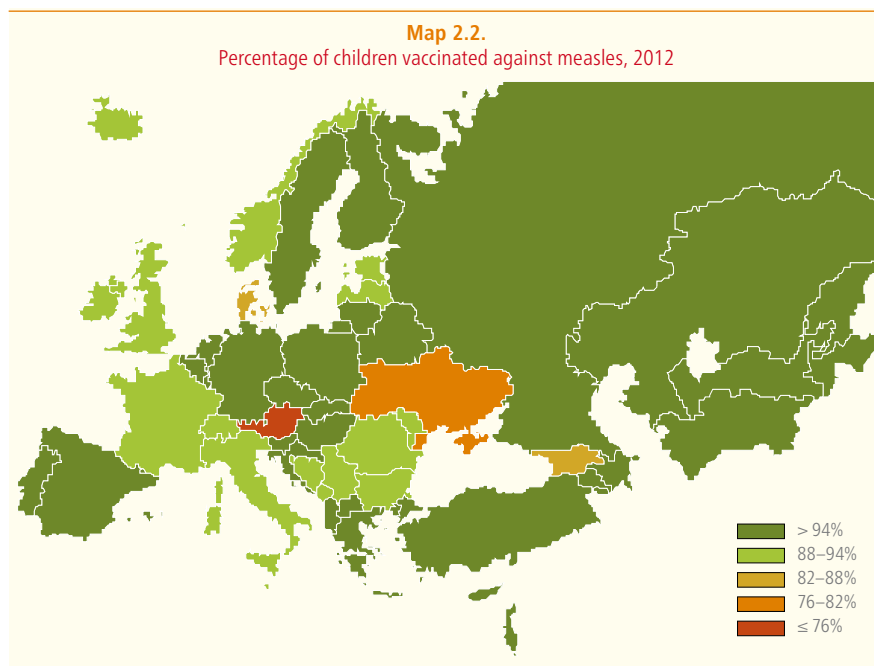 Map 2.2.
Percentage of children vaccinated against measles, 2012
> 94%
88–94%
82–88%
76–82%
≤ 76%